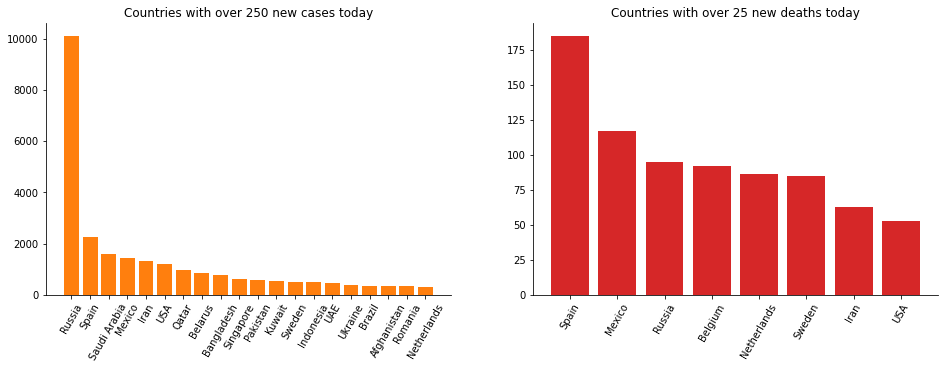 Countries with over 250 new cases today
10000
8000
6000
4000
2000
0
Russia
Spain
Saudi Arabia
Mexico
Iran
USA
Qatar
Belarus
Bangladesh
Singapore
Pakistan
Kuwait
Sweden
Indonesia
UAE
Ukraine
Brazil
Afghanistan
Romania
Netherlands
Countries with over 25 new deaths today
175
150
125
100
75
50
25
0
Spain
Mexico
Russia
Belgium
Netherlands
Sweden
Iran
USA